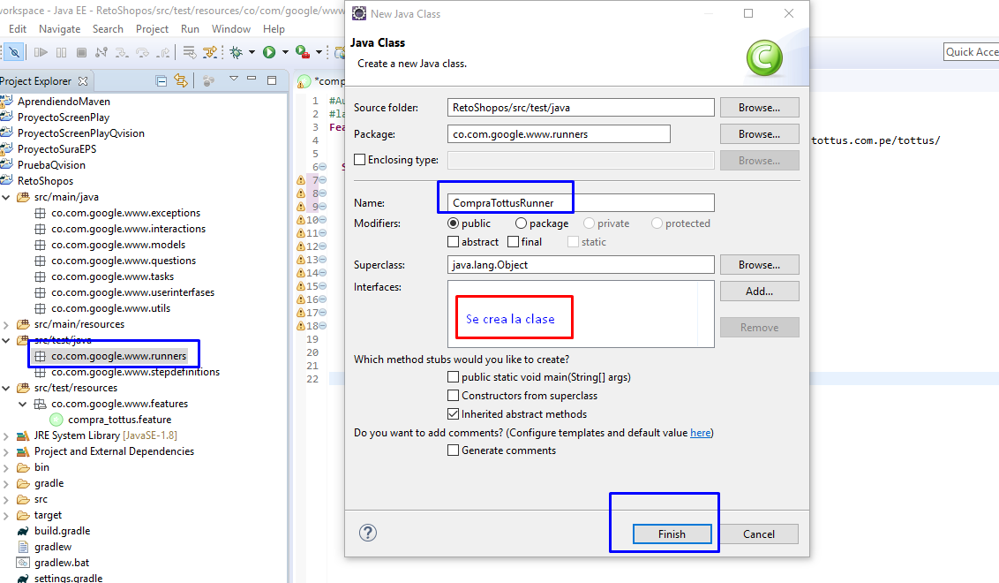 workspace - Java EE - RetoShopos/src/test/resources/co/com/google/www
Edit Navigate Search Project Run Window Help
Quick Acce
Project Explorer
AprendiendoMaven
ProyectoScreenPlay
ProyectoScreenPlayQvision
ProyectoSuraEPS
PruebaQvision
RetoShopos
src/main/java
co.com.google.www.exceptions
co.com.google.www.interactions
co.com.google.www.models
co.com.google.www.questions
co.com.google.www.tasks
co.com.google.www.userinterfases
co.com.google.www.utils
src/main/resources
src/test/java
co.com.google.www.runners
co.com.google.www.stepdefinitions
src/test/resources
co.com.google.www.features
compra_tottus.feature
JRE System Library [JavaSE-1.8]
Project and External Dependencies
bin
gradle
src
target
build.gradle
gradlew
gradlew.bat
settings.gradle
*comp
1 #Au
2 #la
3 Fea
4 tottus.com.pe/tottus/
5
6 S
7
8
9
10
11
12
13
14
15
16
17
18
19
20
21
22
New Java Class
Java Class
Create a new Java class.
Source folder: RetoShopos/src/test/java Browse...
Package: co.com.google.www.runners Browse...
Enclosing type: Browse...
Name: CompraTottusRunner
Modifiers: public package private protected
abstract final static
Superclass: java.lang.Object Browse...
Interfaces: Add...
Se crea la clase
Remove
Which method stubs would you like to create?
public static void main(String[] args)
Constructors from superclass
Inherited abstract methods
Do you want to add comments? (Configure templates and default value here)
Generate comments
Finish Cancel